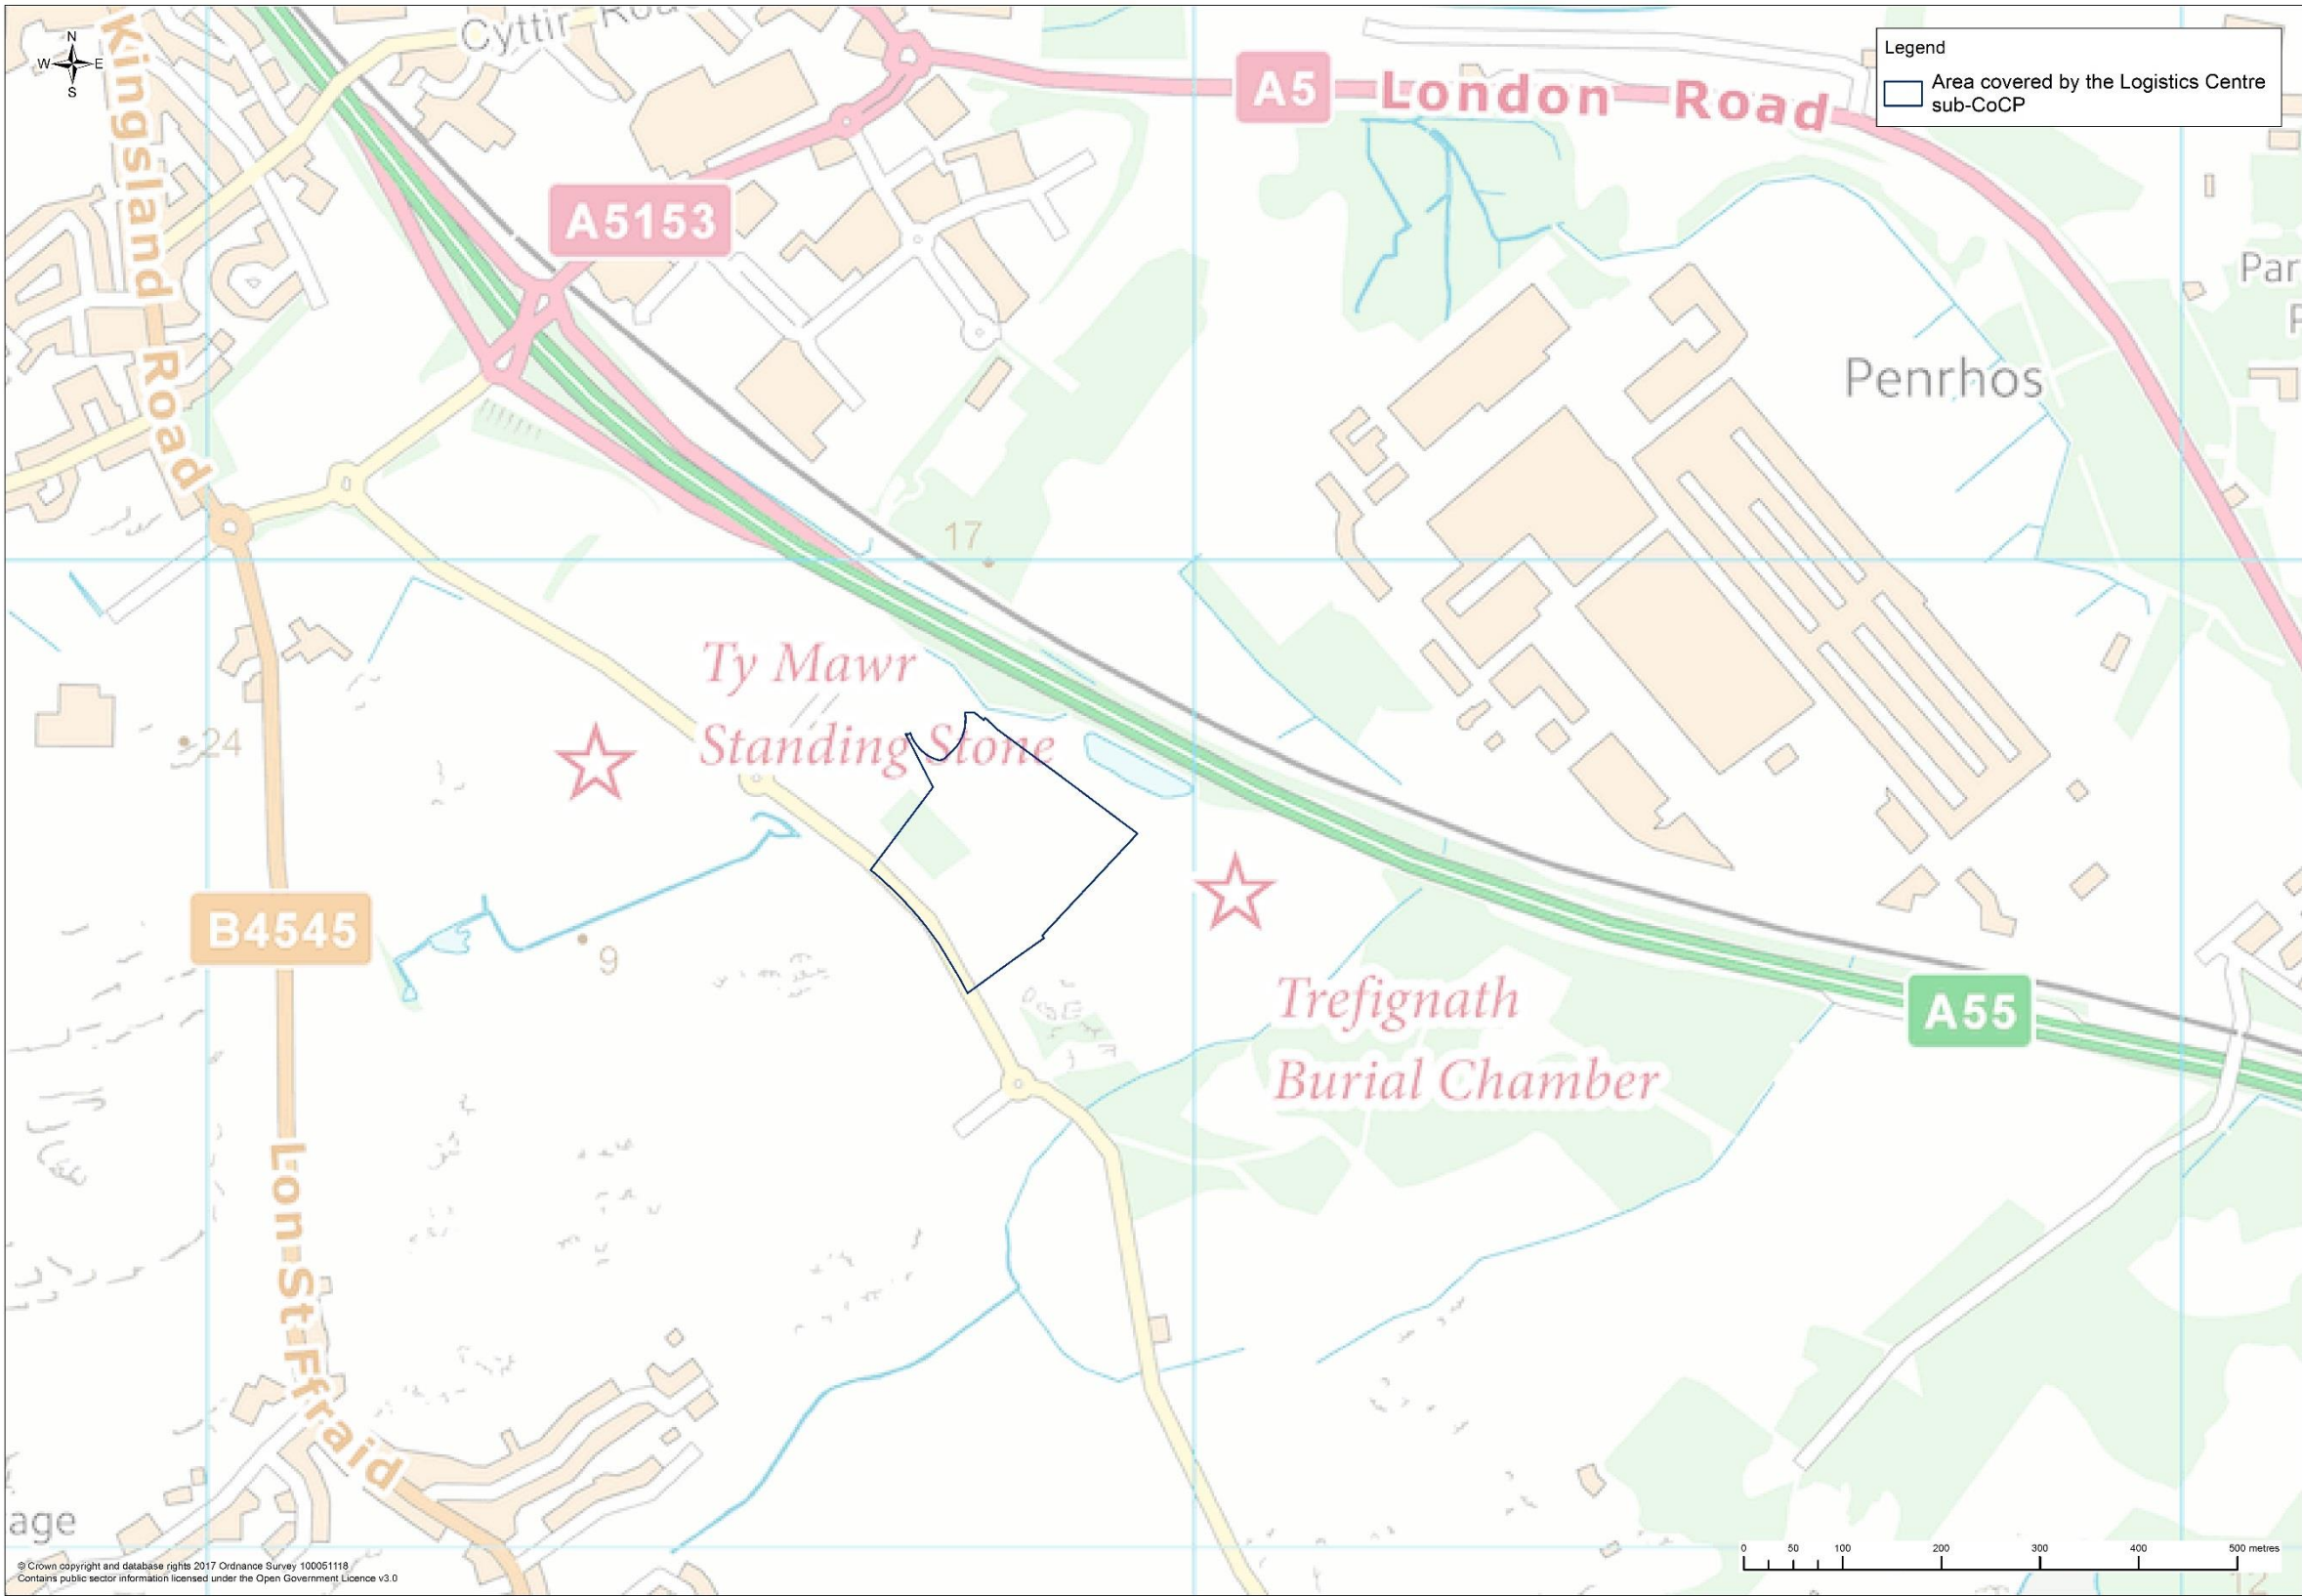 Kingsland Road
Cyttir
N
W E
S
A5 London Road
Legend
Area covered by the Logistics Centre
sub-CoCP
A5153
Par
Penrhos
17
Ty Mawr
Standing Stone
24
B4545
9
Trefignath
Burial Chamber
A55
Lon St Ffraid
age
0 50 100 200 300 400 500 metres
© Crown copyright and database rights 2017 Ordnance Survey 100051118
Contains public sector information licensed under the Open Government Licence v3.0